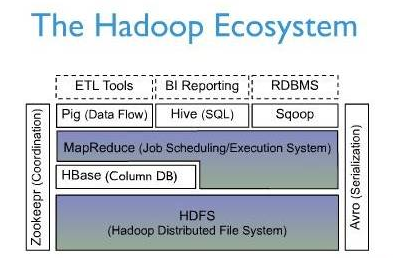 The Hadoop Ecosystem
ETL Tools
BI Reporting
RDBMS
Pig (Data Flow)
Hive (SQL)
Sqoop
Zookeepr (Coordination)
Avro (Serialization)
MapReduce (Job Scheduling/Execution System)
HBase (Column DB)
HDFS
(Hadoop Distributed File System)